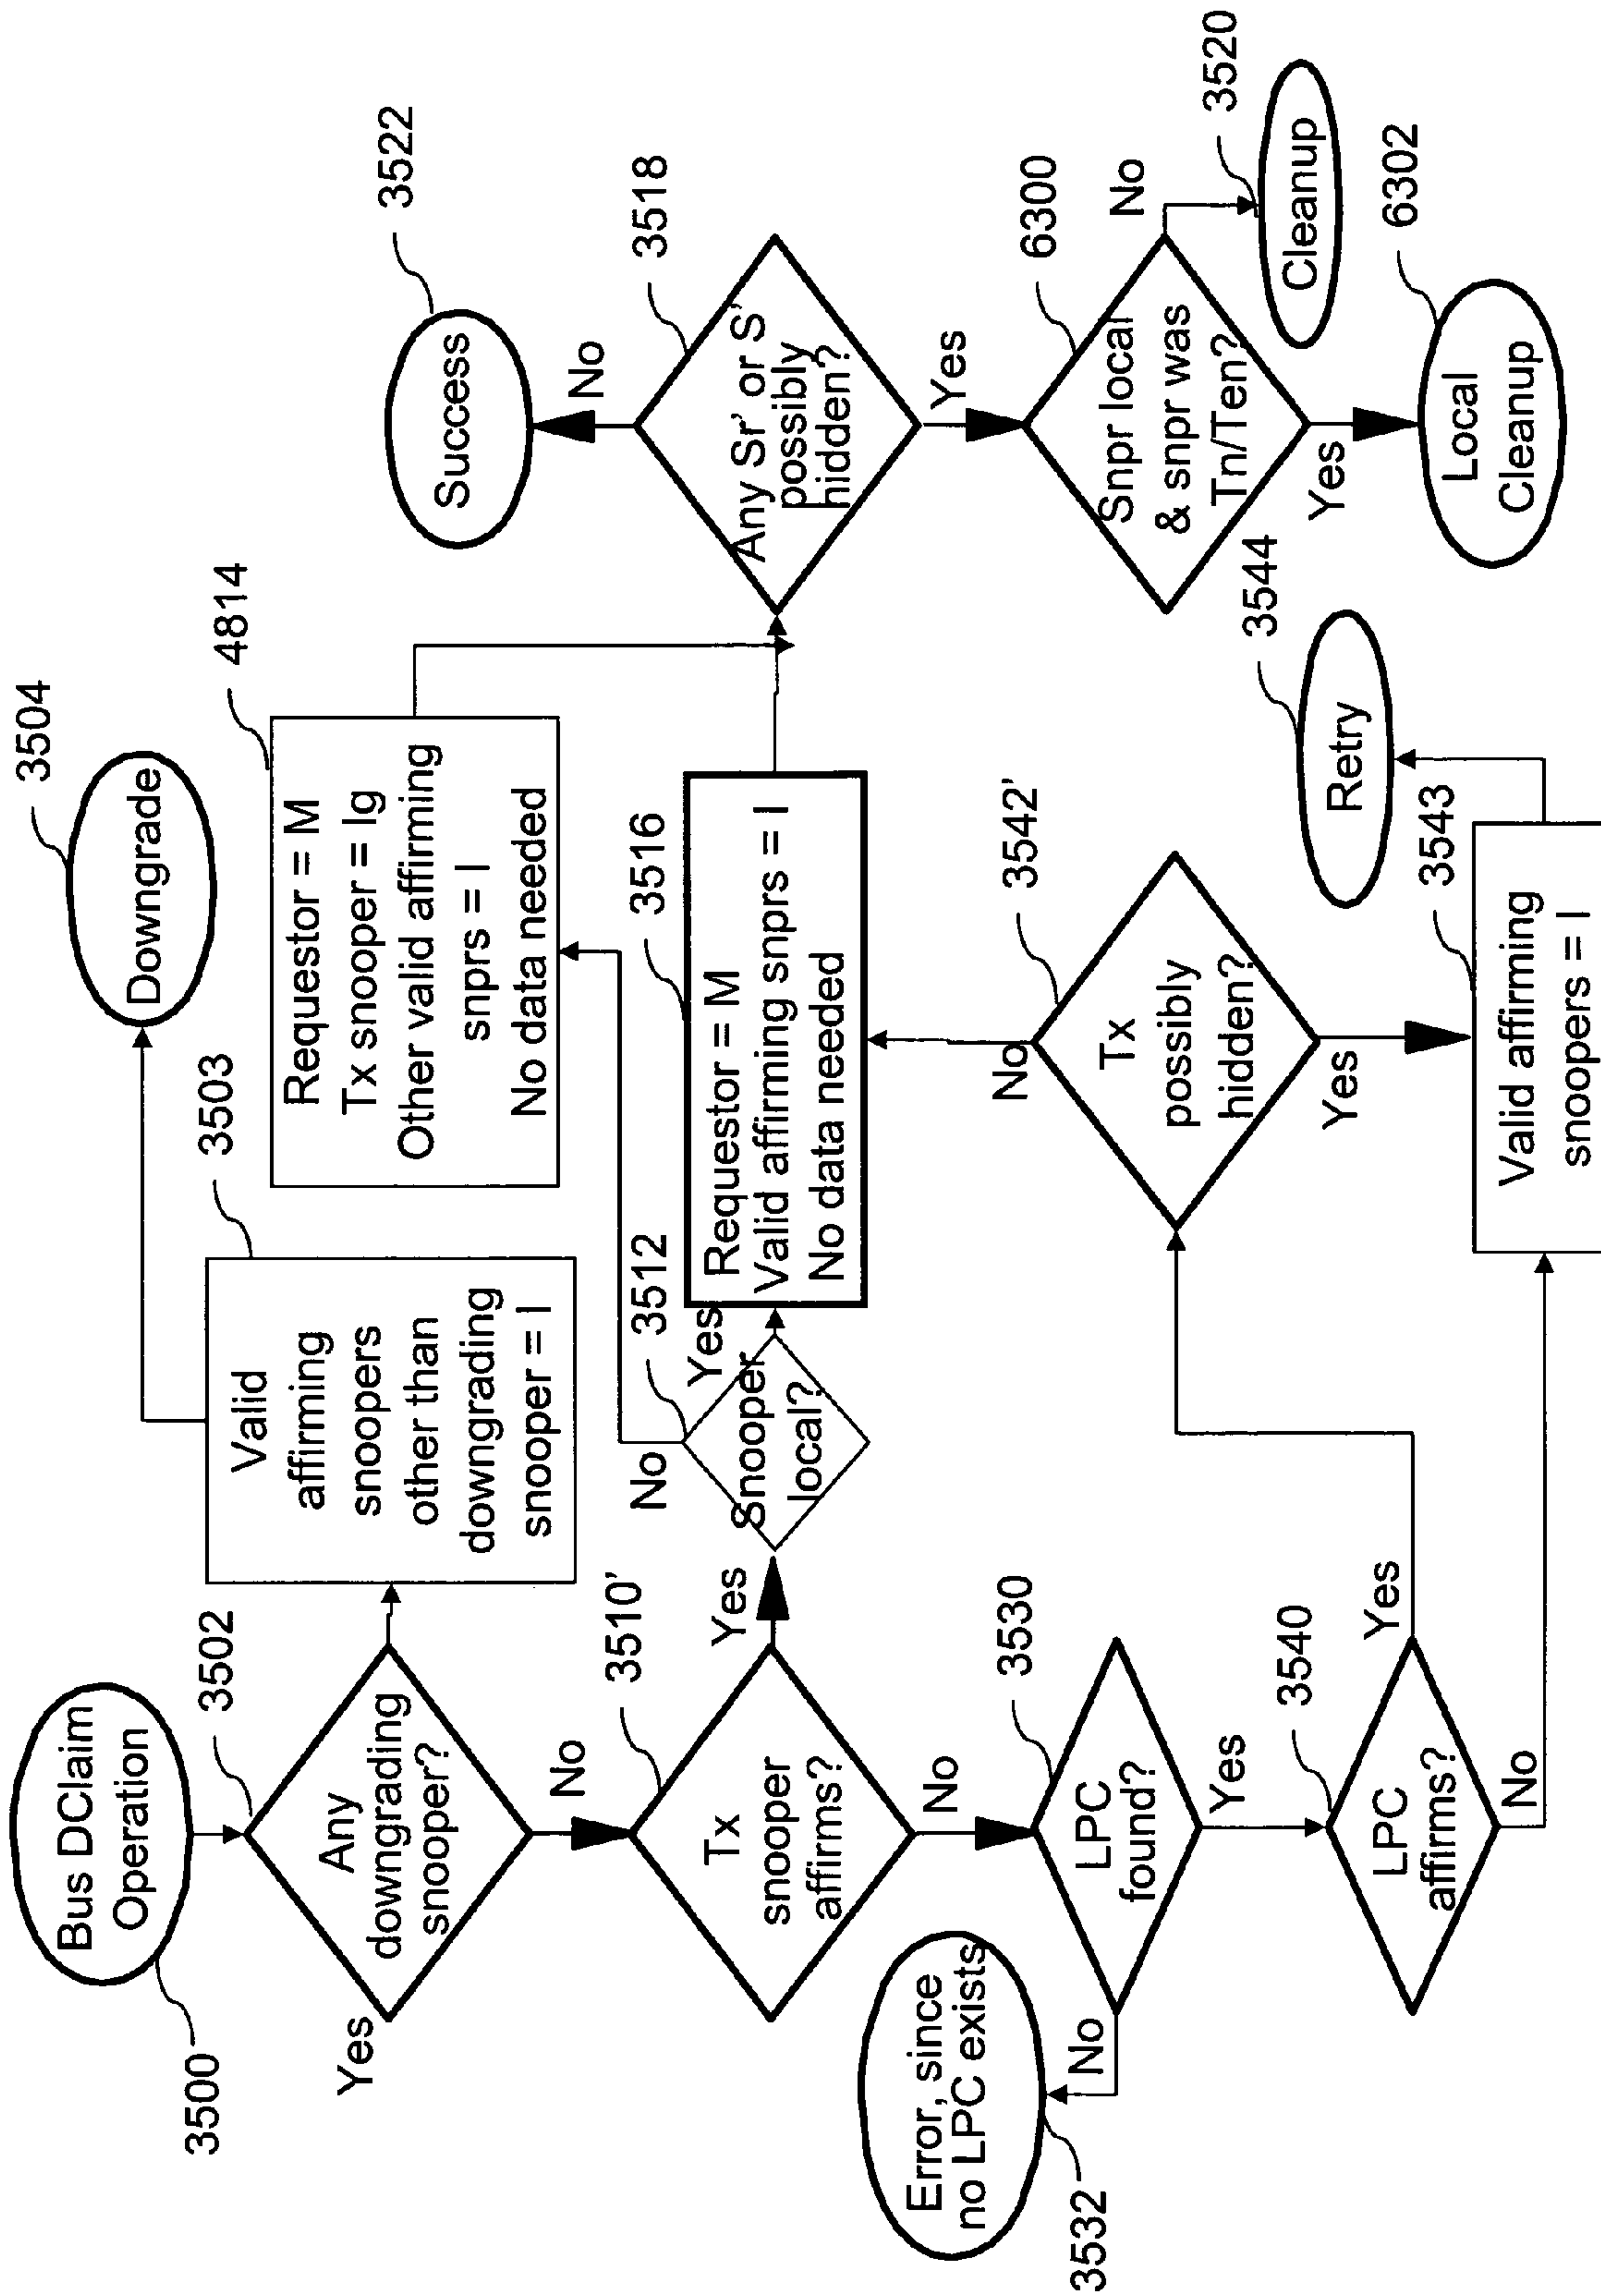 Bus DClaim
Operation
3500
Any
downgrading
snooper?
3502
Yes
No
Valid
affirming
snoopers
other than
downgrading
snooper = I
3503
Downgrade
3504
Tx
snooper
affirms?
3510'
Yes
No
Snooper
local?
3512
No
Yes
Requestor = M
Tx snooper = Ig
Other valid affirming
snprs = I
No data needed
4814
Requestor = M
Valid affirming snprs = I
No data needed
3516
Any Sr' or S'
possibly
hidden?
3518
No
Success
3522
Yes
Snpr local
& snpr was
Tn/Ten?
6300
No
Cleanup
3520
Yes
Local
Cleanup
6302
LPC
found?
3530
No
Error, since
no LPC exists
3532
Yes
LPC
affirms?
3540
Yes
No
Tx
possibly
hidden?
3542'
No
Yes
Valid affirming
snoopers = I
3543
Retry
3544